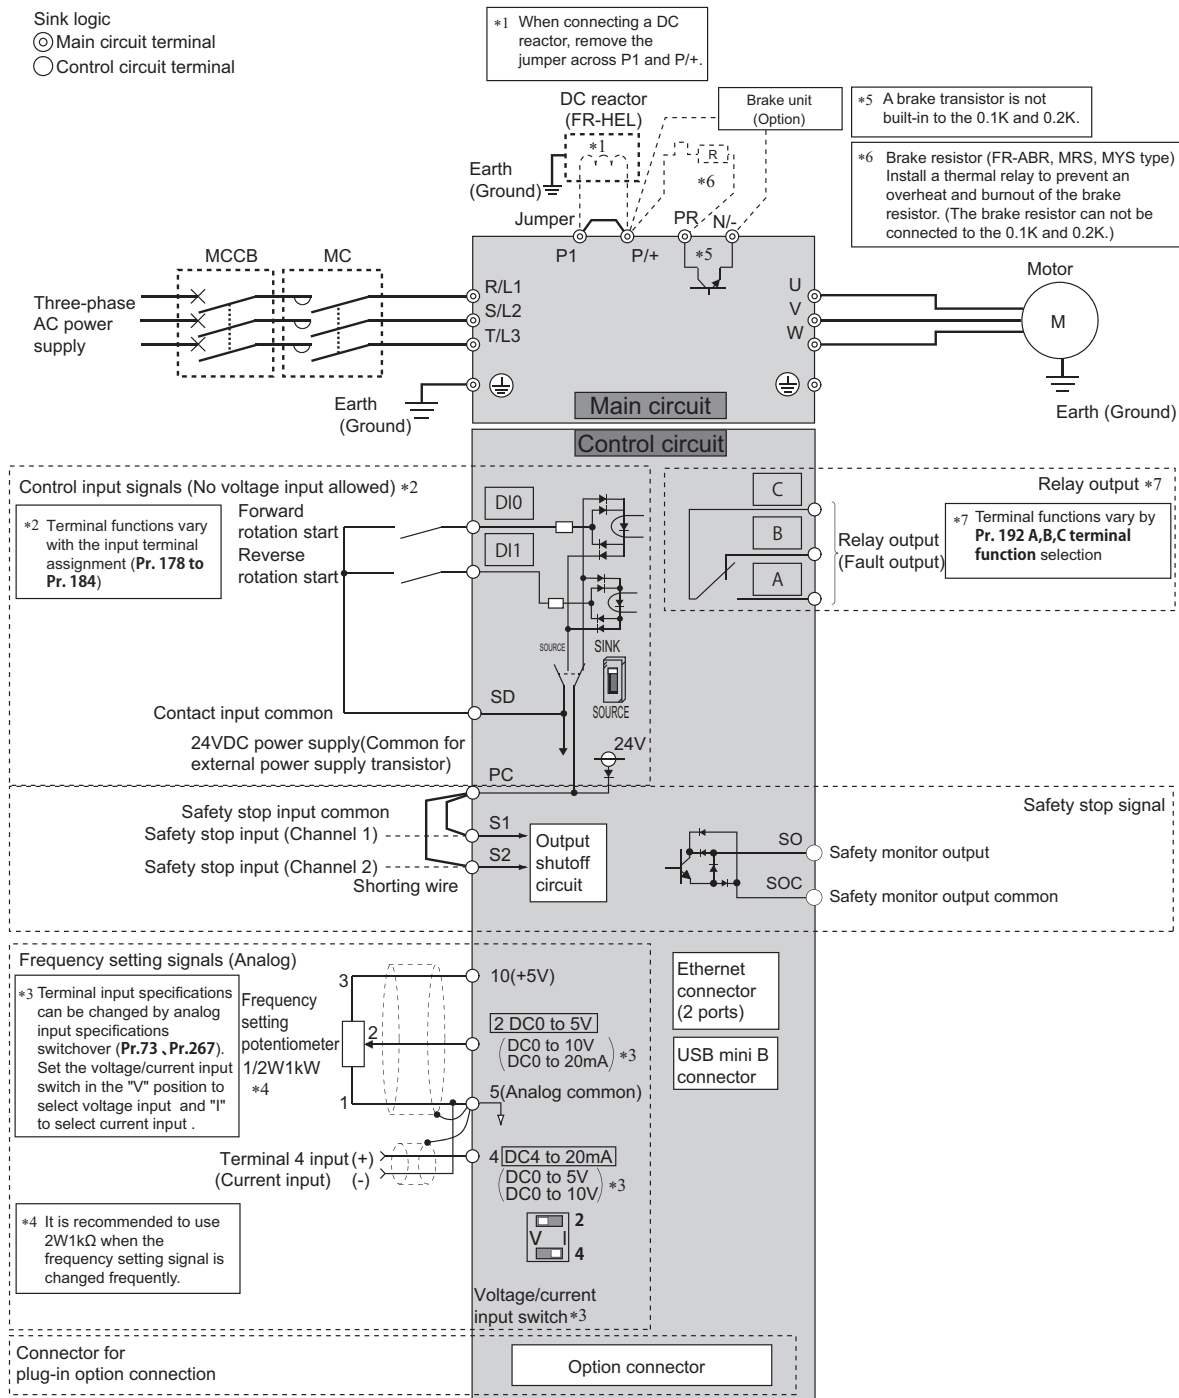 Sink logic
Main circuit terminal
Control circuit terminal
*1 When connecting a DC
reactor, remove the
jumper across P1 and P/+.
DC reactor
(FR-HEL)
*1
Earth
(Ground)
Brake unit
(Option)
R
*6
*5 A brake transistor is not
built-in to the 0.1K and 0.2K.
*6 Brake resistor (FR-ABR, MRS, MYS type)
Install a thermal relay to prevent an
overheat and burnout of the brake
resistor. (The brake resistor can not be
connected to the 0.1K and 0.2K.)
Jumper
PR
N/-
P1
P/+
*5
MCCB
MC
Three-phase
AC power
supply
R/L1
S/L2
T/L3
U
V
W
Motor
M
Earth
(Ground)
Earth (Ground)
Main circuit
Control circuit
Control input signals (No voltage input allowed) *2
*2 Terminal functions vary
with the input terminal
assignment (Pr. 178 to
Pr. 184)
Forward
rotation start
Reverse
rotation start
DI0
DI1
SOURCE
SINK
SOURCE
SD
Contact input common
24VDC power supply(Common for
external power supply transistor)
24V
PC
C
B
A
Relay output *7
Relay output
(Fault output)
*7 Terminal functions vary by
Pr. 192 A,B,C terminal
function selection
Safety stop signal
Safety stop input common
Safety stop input (Channel 1)
Safety stop input (Channel 2)
Shorting wire
S1
S2
Output
shutoff
circuit
SO
Safety monitor output
SOC
Safety monitor output common
Frequency setting signals (Analog)
*3 Terminal input specifications
can be changed by analog
input specifications
switchover (Pr.73 、Pr.267).
Set the voltage/current input
switch in the "V" position to
select voltage input and "I"
to select current input .
Frequency
setting
potentiometer
1/2W1kW
*4
3
2
1
10(+5V)
2 DC0 to 5V
(DC0 to 10V
DC0 to 20mA) *3
5(Analog common)
Terminal 4 input (+)
(Current input) (-)
4 DC4 to 20mA
(DC0 to 5V
DC0 to 10V) *3
2
V I
4
Voltage/current
input switch*3
*4 It is recommended to use
2W1kΩ when the
frequency setting signal is
changed frequently.
Ethernet
connector
(2 ports)
USB mini B
connector
Connector for
plug-in option connection
Option connector